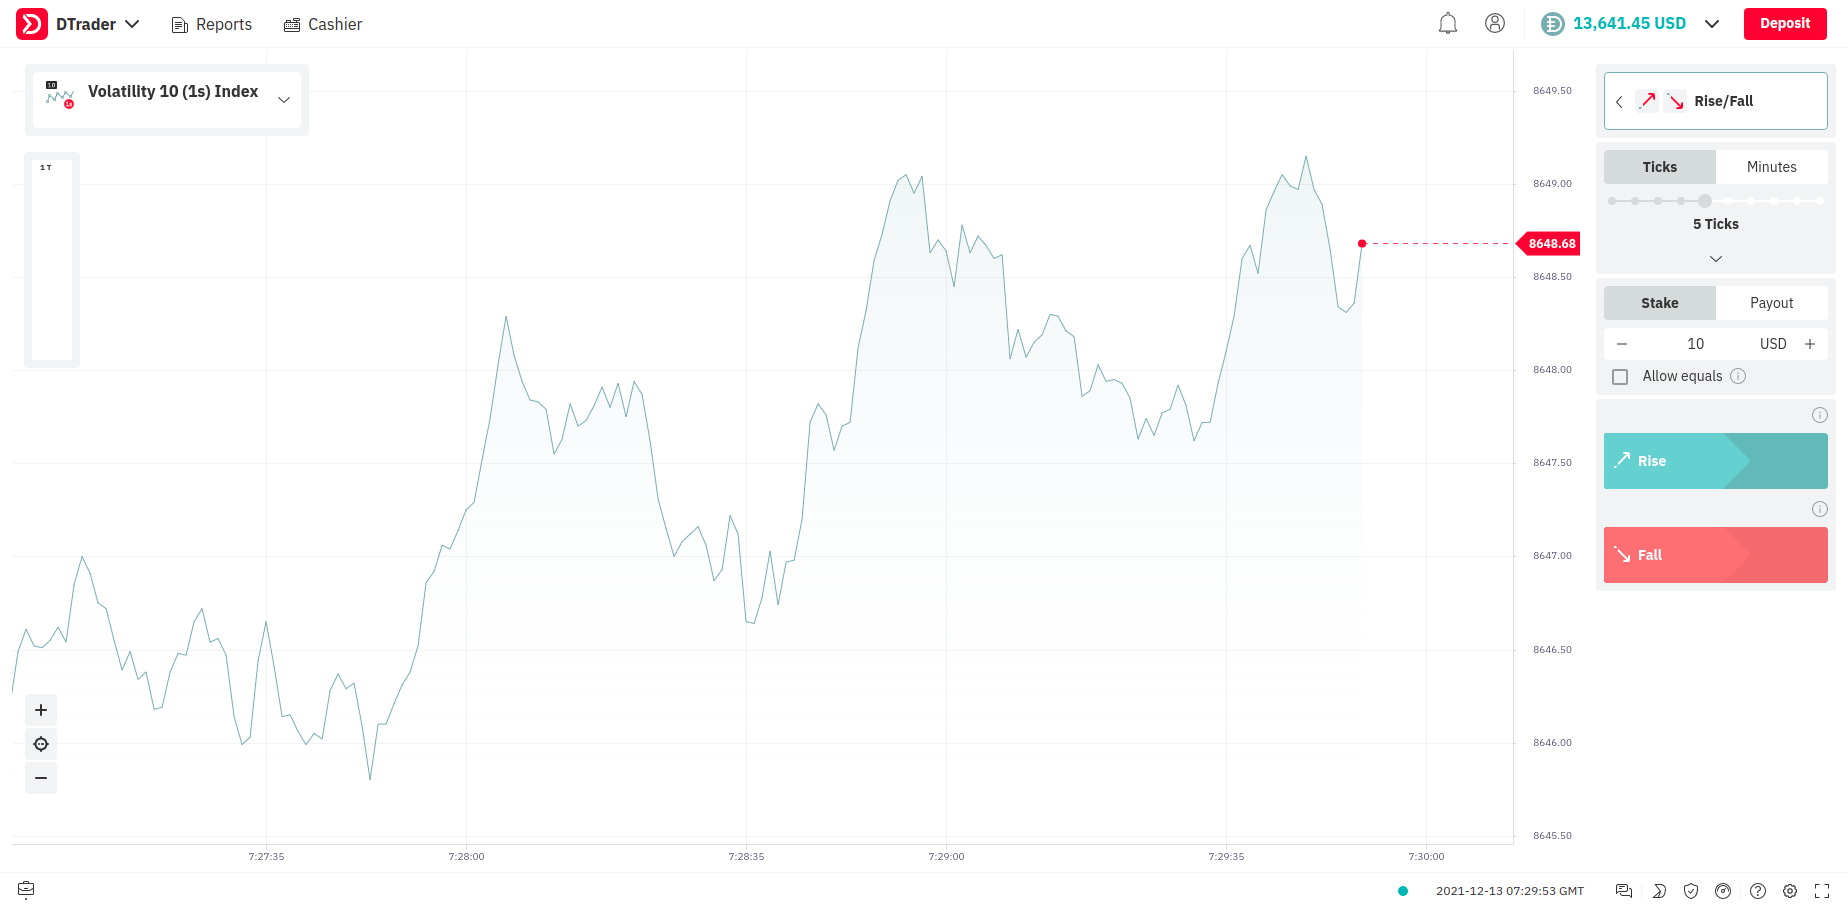 DTrader
Reports
Cashier
13,641.45 USD
Deposit
10
1s
Volatility 10 (1s) Index
1 T
8649.50
8649.00
8648.68
8648.50
8648.00
8647.50
8647.00
8646.50
8646.00
8645.50
7:27:35
7:28:00
7:28:35
7:29:00
7:29:35
7:30:00
Rise/Fall
Ticks
Minutes
5 Ticks
Stake
Payout
10
USD
Allow equals
Rise
Fall
2021-12-13 07:29:53 GMT